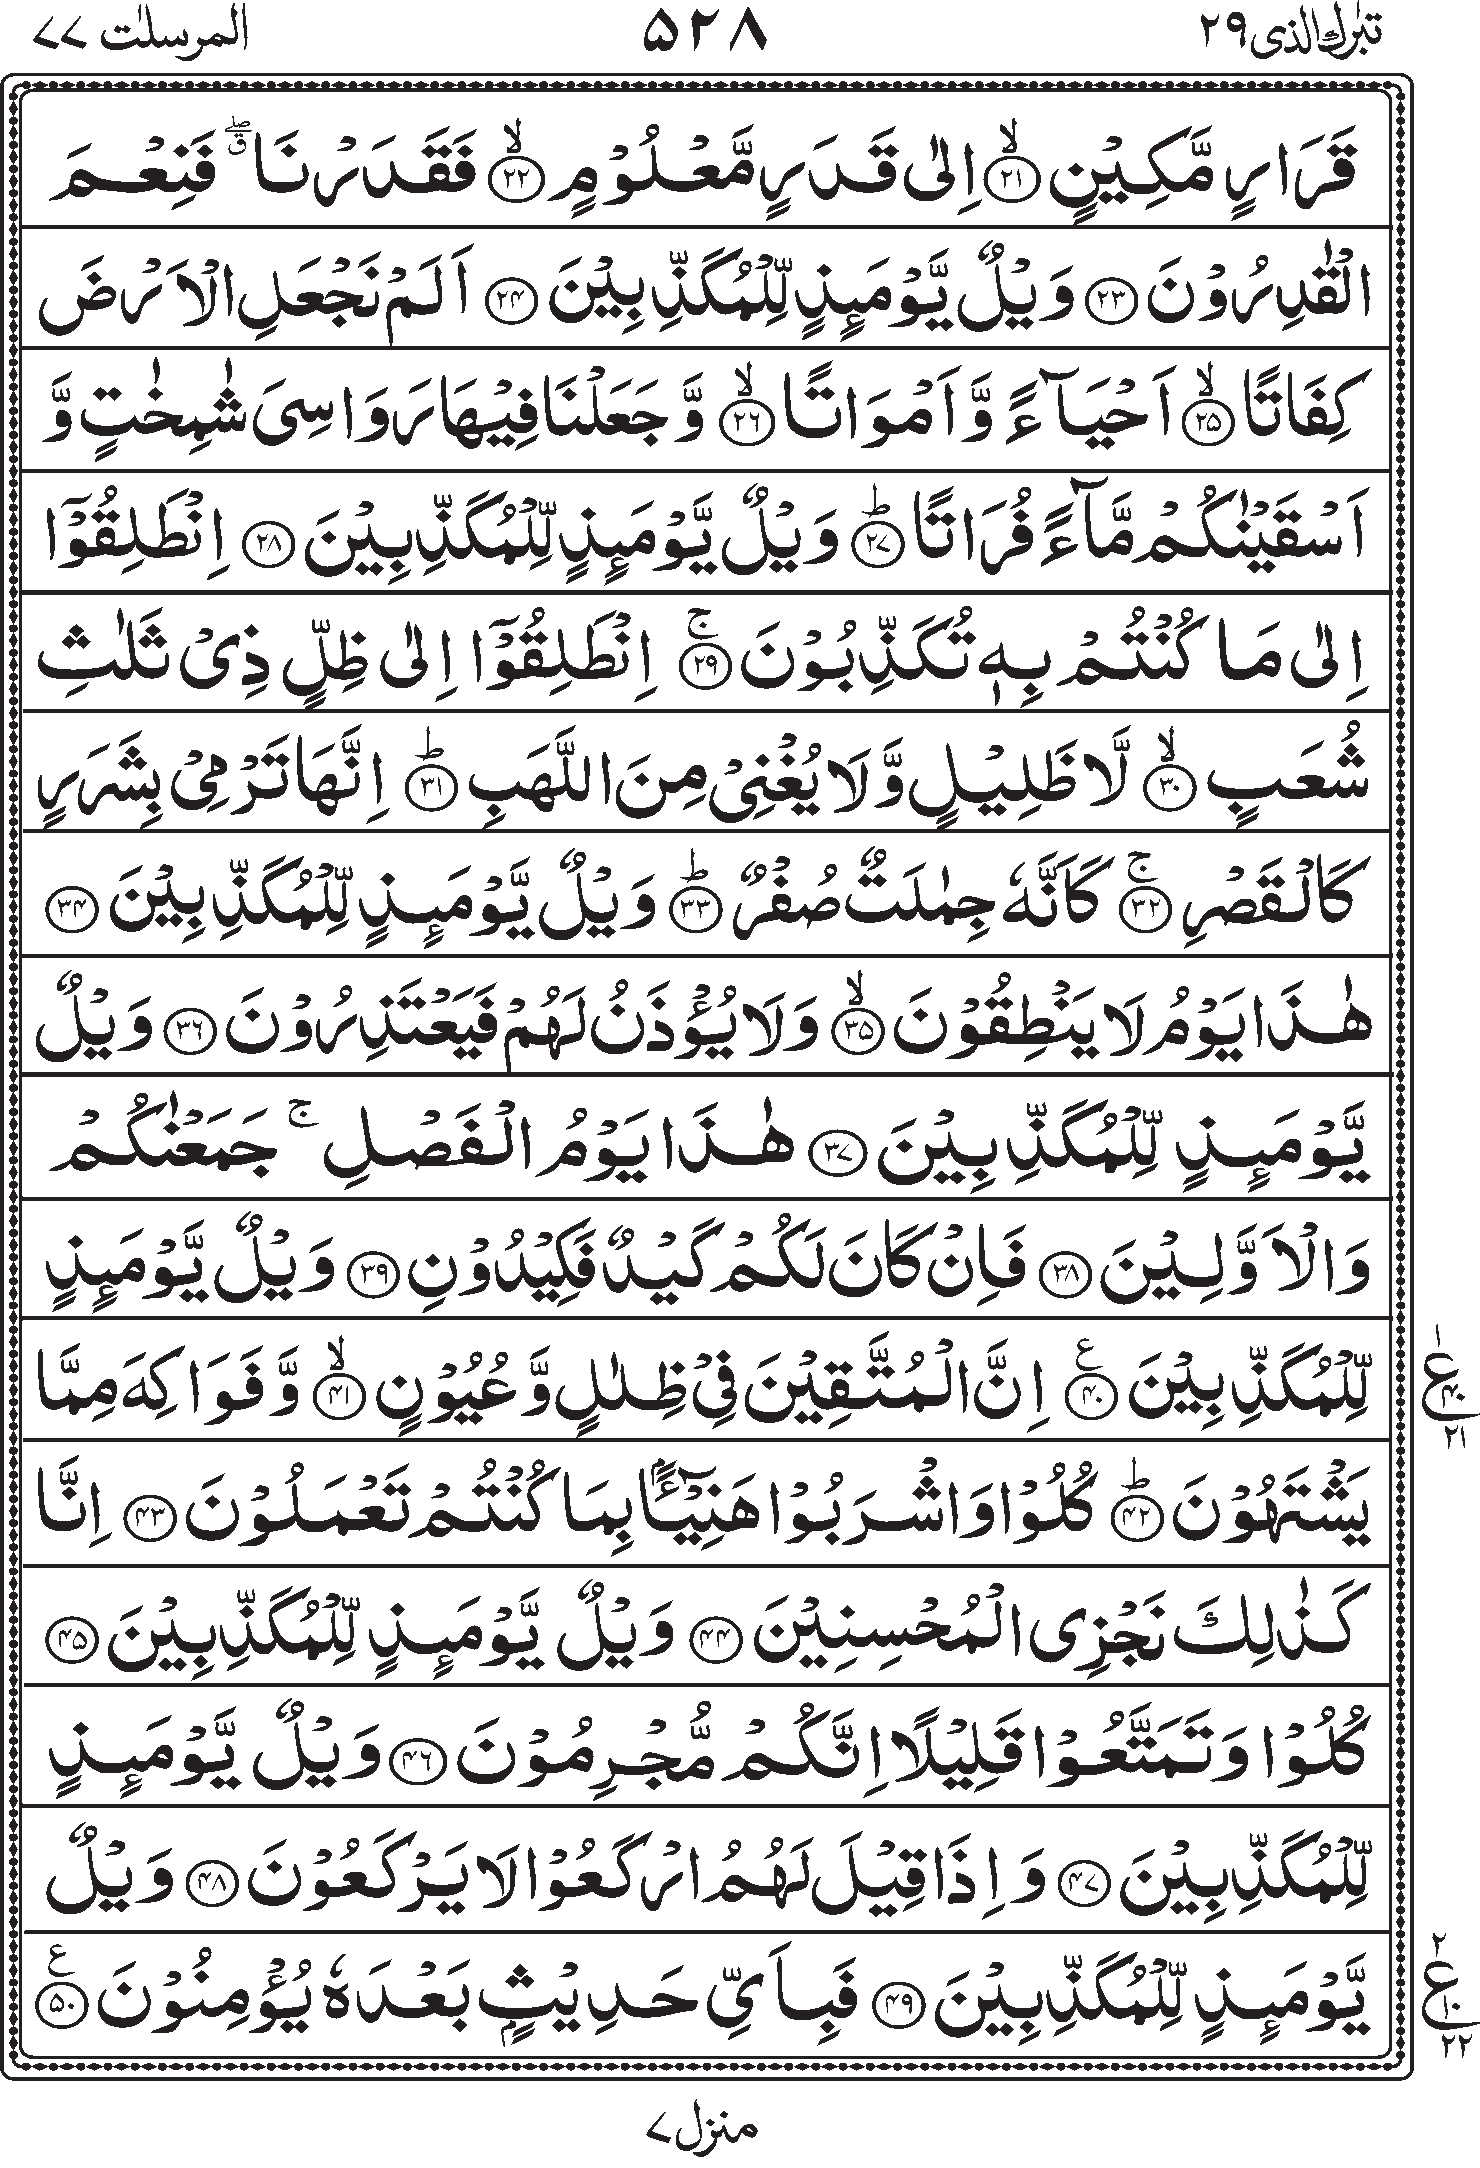 تبٰرك الذی ۲۹ ۵۲۸ المرسلٰت ۷۷
قَرَارٍ مَّكِيْنٍ ۙ﴿۲۱﴾ اِلٰى قَدَرٍ مَّعْلُوْمٍ ۙ﴿۲۲﴾ فَقَدَرْنَا ۖۗ فَنِعْمَ
الْقٰدِرُوْنَ ﴿۲۳﴾ وَيْلٌ يَّوْمَئِذٍ لِّلْمُكَذِّبِيْنَ ﴿۲۴﴾ اَلَمْ نَجْعَلِ الْاَرْضَ
كِفَاتًا ۙ﴿۲۵﴾ اَحْيَآءً وَّ اَمْوَاتًا ۙ﴿۲۶﴾ وَّ جَعَلْنَا فِيْهَا رَوَاسِیَ شٰمِخٰتٍ وَّ
اَسْقَيْنٰكُمْ مَّآءً فُرَاتًا ؕ﴿۲۷﴾ وَيْلٌ يَّوْمَئِذٍ لِّلْمُكَذِّبِيْنَ ﴿۲۸﴾ اِنْطَلِقُوْۤا
اِلٰى مَا كُنْتُمْ بِهٖ تُكَذِّبُوْنَ ۚ﴿۲۹﴾ اِنْطَلِقُوْۤا اِلٰى ظِلٍّ ذِیْ ثَلٰثِ
شُعَبٍ ۙ﴿۳۰﴾ لَّا ظَلِيْلٍ وَّ لَا يُغْنِیْ مِنَ اللَّهَبِ ؕ﴿۳۱﴾ اِنَّهَا تَرْمِیْ بِشَرَرٍ
كَالْقَصْرِ ۚ﴿۳۲﴾ كَاَنَّهٗ جِمٰلَتٌ صُفْرٌ ؕ﴿۳۳﴾ وَيْلٌ يَّوْمَئِذٍ لِّلْمُكَذِّبِيْنَ ﴿۳۴﴾
هٰذَا يَوْمُ لَا يَنْطِقُوْنَ ۙ﴿۳۵﴾ وَلَا يُؤْذَنُ لَهُمْ فَيَعْتَذِرُوْنَ ﴿۳۶﴾ وَيْلٌ
يَّوْمَئِذٍ لِّلْمُكَذِّبِيْنَ ﴿۳۷﴾ هٰذَا يَوْمُ الْفَصْلِ ۚ جَمَعْنٰكُمْ
وَالْاَوَّلِيْنَ ﴿۳۸﴾ فَاِنْ كَانَ لَكُمْ كَيْدٌ فَكِيْدُوْنِ ﴿۳۹﴾ وَيْلٌ يَّوْمَئِذٍ
لِّلْمُكَذِّبِيْنَ ﴿۴۰﴾ع اِنَّ الْمُتَّقِيْنَ فِیْ ظِلٰلٍ وَّ عُيُوْنٍ ۙ﴿۴۱﴾ وَّ فَوَاكِهَ مِمَّا
۱ ع ۴۰ ۲۱
يَشْتَهُوْنَ ؕ﴿۴۲﴾ كُلُوْا وَ اشْرَبُوْا هَنِيْٓـًٔۢا بِمَا كُنْتُمْ تَعْمَلُوْنَ ﴿۴۳﴾ اِنَّا
كَذٰلِكَ نَجْزِی الْمُحْسِنِيْنَ ﴿۴۴﴾ وَيْلٌ يَّوْمَئِذٍ لِّلْمُكَذِّبِيْنَ ﴿۴۵﴾
كُلُوْا وَتَمَتَّعُوْا قَلِيْلًا اِنَّكُمْ مُّجْرِمُوْنَ ﴿۴۶﴾ وَيْلٌ يَّوْمَئِذٍ
لِّلْمُكَذِّبِيْنَ ﴿۴۷﴾ وَ اِذَا قِيْلَ لَهُمُ ارْكَعُوْا لَا يَرْكَعُوْنَ ﴿۴۸﴾ وَيْلٌ
يَّوْمَئِذٍ لِّلْمُكَذِّبِيْنَ ﴿۴۹﴾ فَبِاَیِّ حَدِيْثٍۭ بَعْدَهٗ يُؤْمِنُوْنَ ﴿۵۰﴾ع
۲ ع ۱۰ ۲۲
منزل ۷